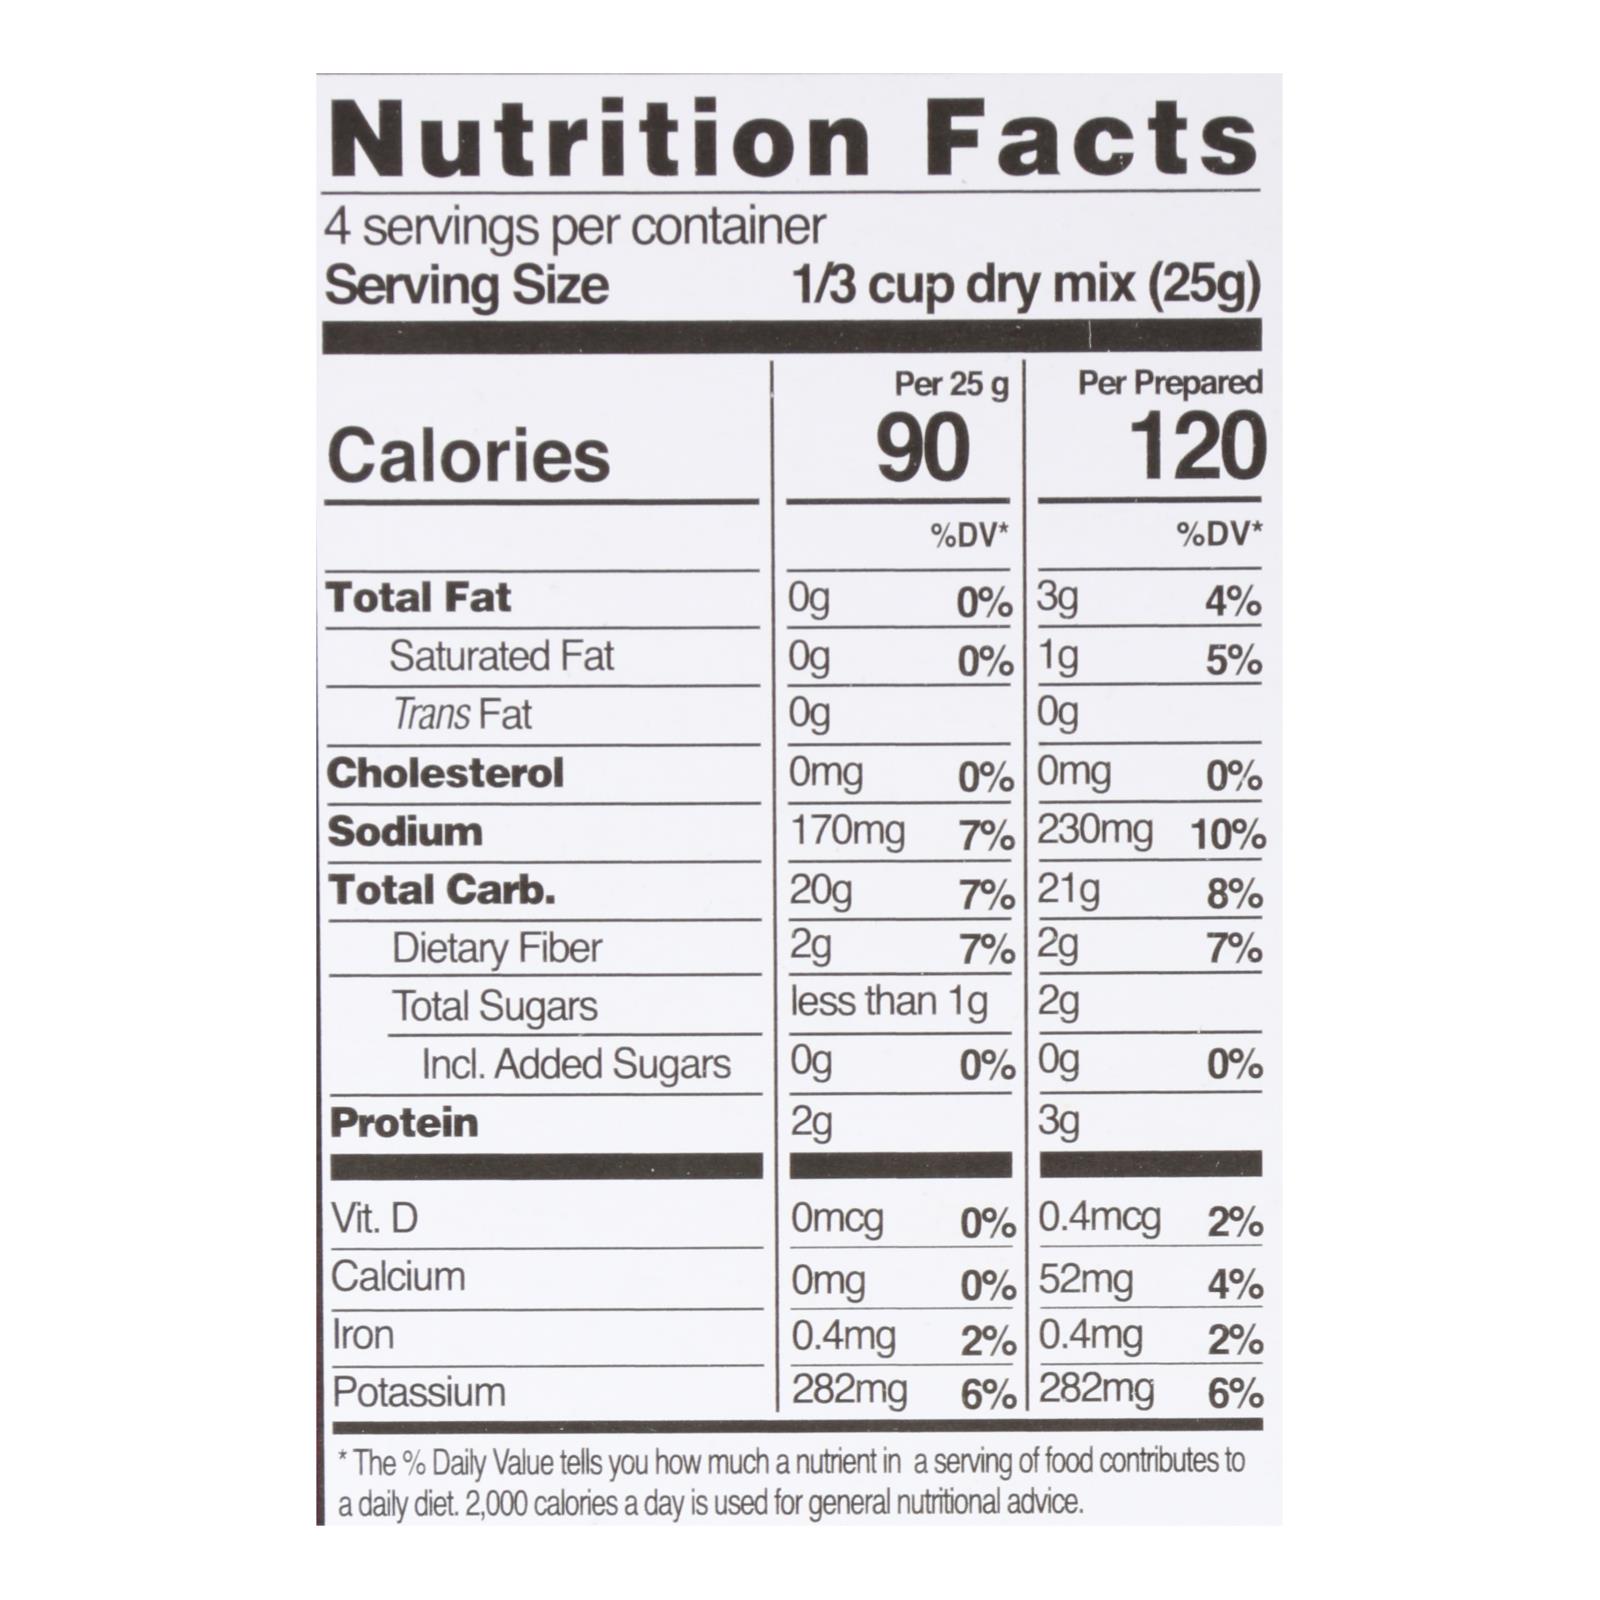 Nutrition Facts
4 servings per container
Serving Size 1/3 cup dry mix (25g)
Per 25 g Per Prepared
Calories 90 120
%DV* %DV*
Total Fat 0g 0% 3g 4%
Saturated Fat 0g 0% 1g 5%
Trans Fat 0g 0g
Cholesterol 0mg 0% 0mg 0%
Sodium 170mg 7% 230mg 10%
Total Carb. 20g 7% 21g 8%
Dietary Fiber 2g 7% 2g 7%
Total Sugars less than 1g 2g
Incl. Added Sugars 0g 0% 0g 0%
Protein 2g 3g
Vit. D 0mcg 0% 0.4mcg 2%
Calcium 0mg 0% 52mg 4%
Iron 0.4mg 2% 0.4mg 2%
Potassium 282mg 6% 282mg 6%
* The % Daily Value tells you how much a nutrient in a serving of food contributes to
a daily diet. 2,000 calories a day is used for general nutritional advice.